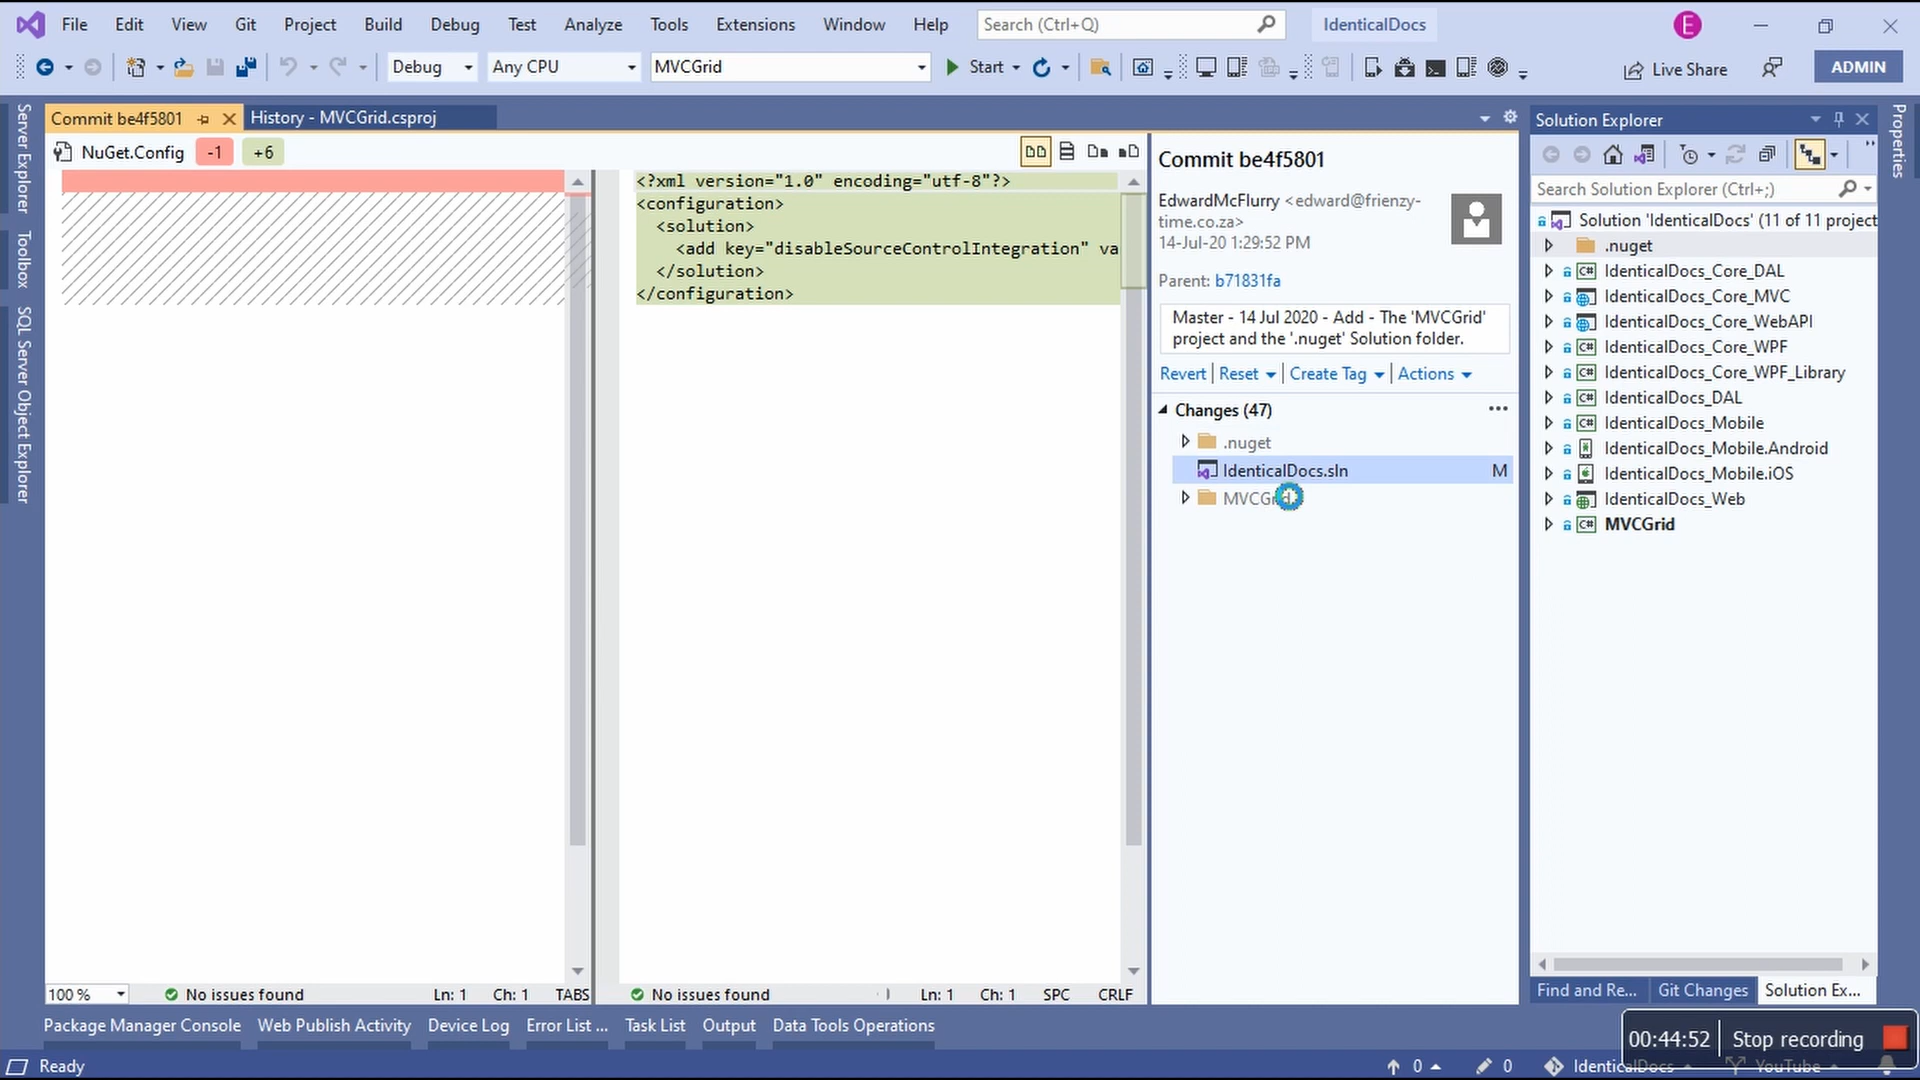 File Edit View Git Project Build Debug Test Analyze Tools Extensions Window Help Search (Ctrl+Q) IdenticalDocs E
Debug Any CPU MVCGrid Start Live Share ADMIN
Server Explorer
Toolbox
SQL Server Object Explorer
Commit be4f5801 History - MVCGrid.csproj
NuGet.Config -1 +6
<?xml version="1.0" encoding="utf-8"?>
<configuration>
<solution>
<add key="disableSourceControlIntegration" va
</solution>
</configuration>
100 % No issues found Ln: 1 Ch: 1 TABS
No issues found Ln: 1 Ch: 1 SPC CRLF
Commit be4f5801
EdwardMcFlurry <edward@frienzy-
time.co.za>
14-Jul-20 1:29:52 PM
Parent: b71831fa
Master - 14 Jul 2020 - Add - The 'MVCGrid'
project and the '.nuget' Solution folder.
Revert Reset Create Tag Actions
Changes (47)
.nuget
IdenticalDocs.sln M
MVCG
Solution Explorer
Search Solution Explorer (Ctrl+;)
Solution 'IdenticalDocs' (11 of 11 project
.nuget
IdenticalDocs_Core_DAL
IdenticalDocs_Core_MVC
IdenticalDocs_Core_WebAPI
IdenticalDocs_Core_WPF
IdenticalDocs_Core_WPF_Library
IdenticalDocs_DAL
IdenticalDocs_Mobile
IdenticalDocs_Mobile.Android
IdenticalDocs_Mobile.iOS
IdenticalDocs_Web
MVCGrid
Find and Re... Git Changes Solution Ex...
Properties
Package Manager Console Web Publish Activity Device Log Error List ... Task List Output Data Tools Operations
00:44:52 Stop recording
Ready 0 0 IdenticalDocs YouTube